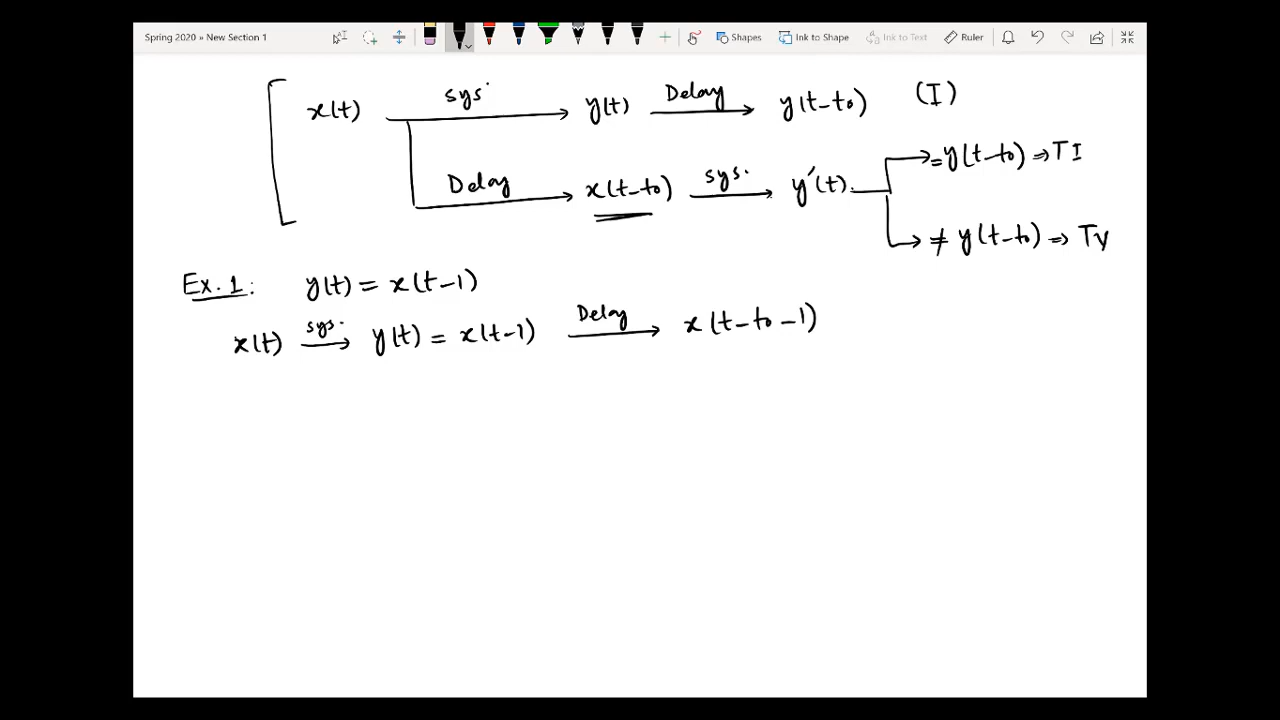 Spring 2020 » New Section 1 Shapes Ink to Shape Ink to Text Ruler
x(t) sys. → y(t) Delay → y(t-t₀) (I)
Delay → x(t-t₀) sys. → y'(t) → = y(t-t₀) ⇒ TI
→ ≠ y(t-t₀) ⇒ TV
Ex. 1: y(t) = x(t-1)
x(t) sys. → y(t) = x(t-1) Delay → x(t-t₀-1)